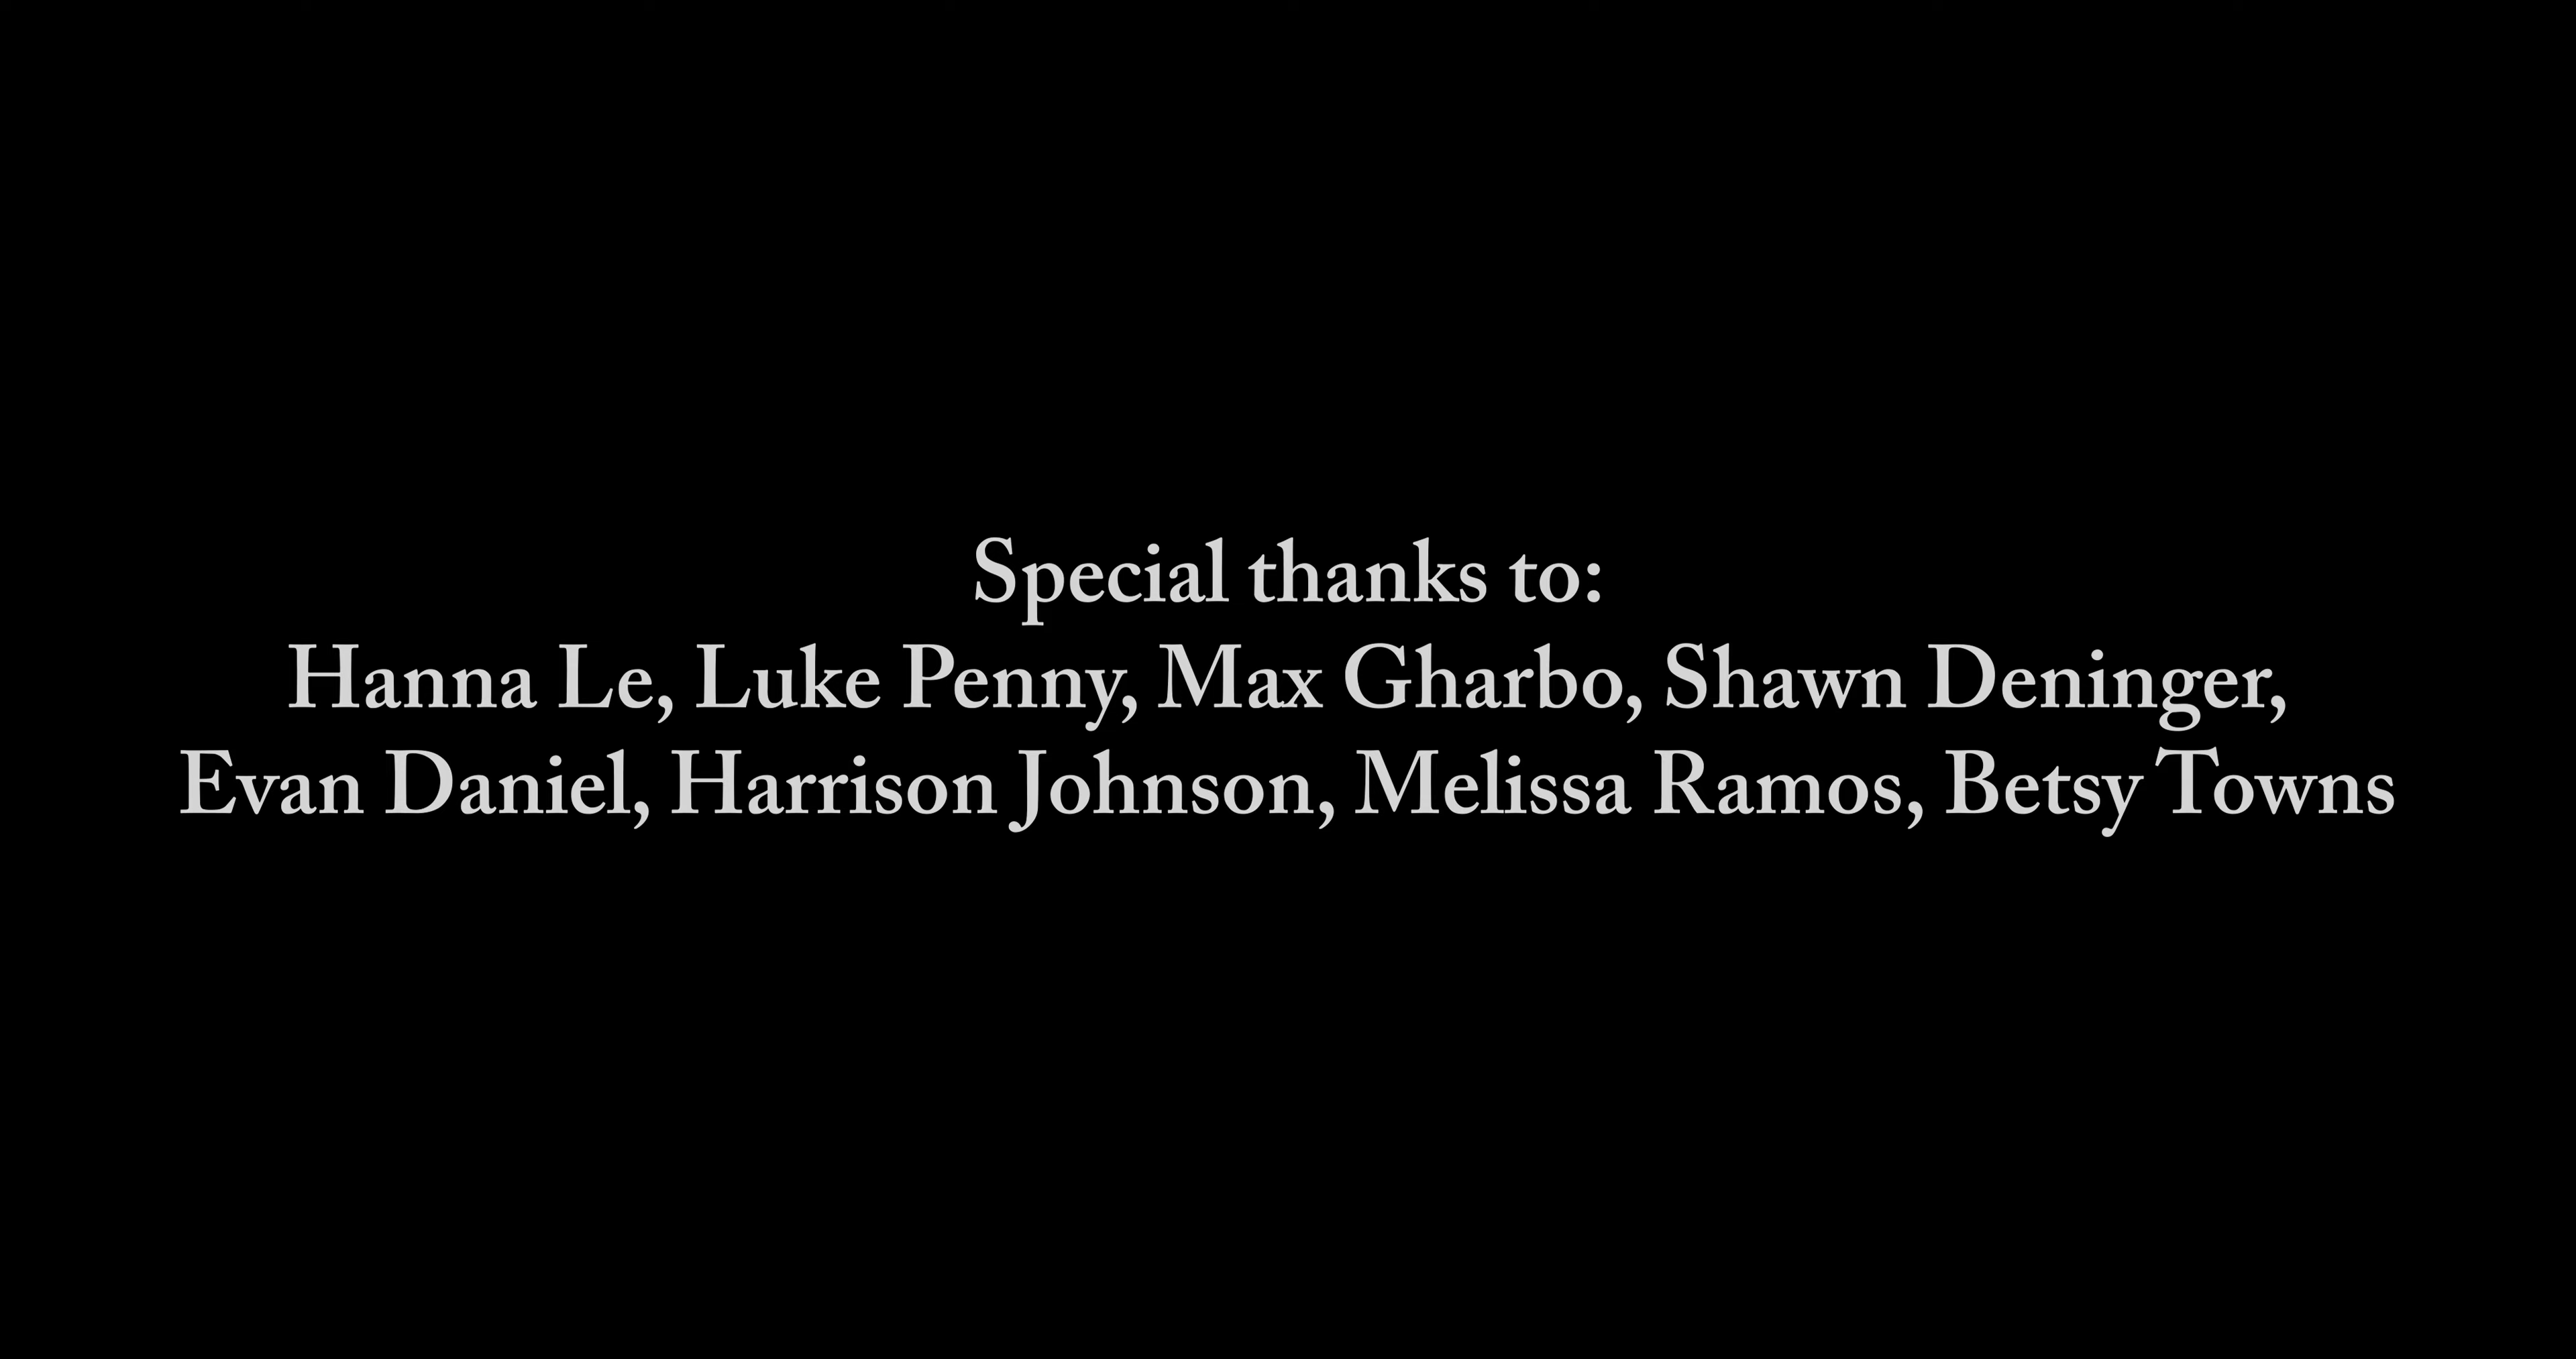 Special thanks to:
Hanna Le, Luke Penny, Max Gharbo, Shawn Deninger,
Evan Daniel, Harrison Johnson, Melissa Ramos, Betsy Towns